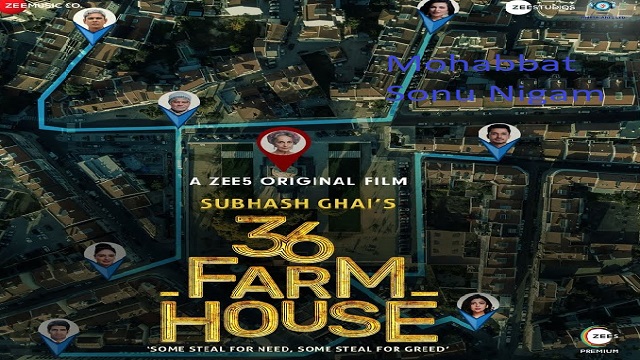 ZEE MUSIC CO.
ZEE STUDIOS
Mohabbat
Sonu Nigam
A ZEE5 ORIGINAL FILM
SUBHASH GHAI'S
36
FARM
HOUSE
'SOME STEAL FOR NEED, SOME STEAL FOR GREED'
ZEE5
PREMIUM